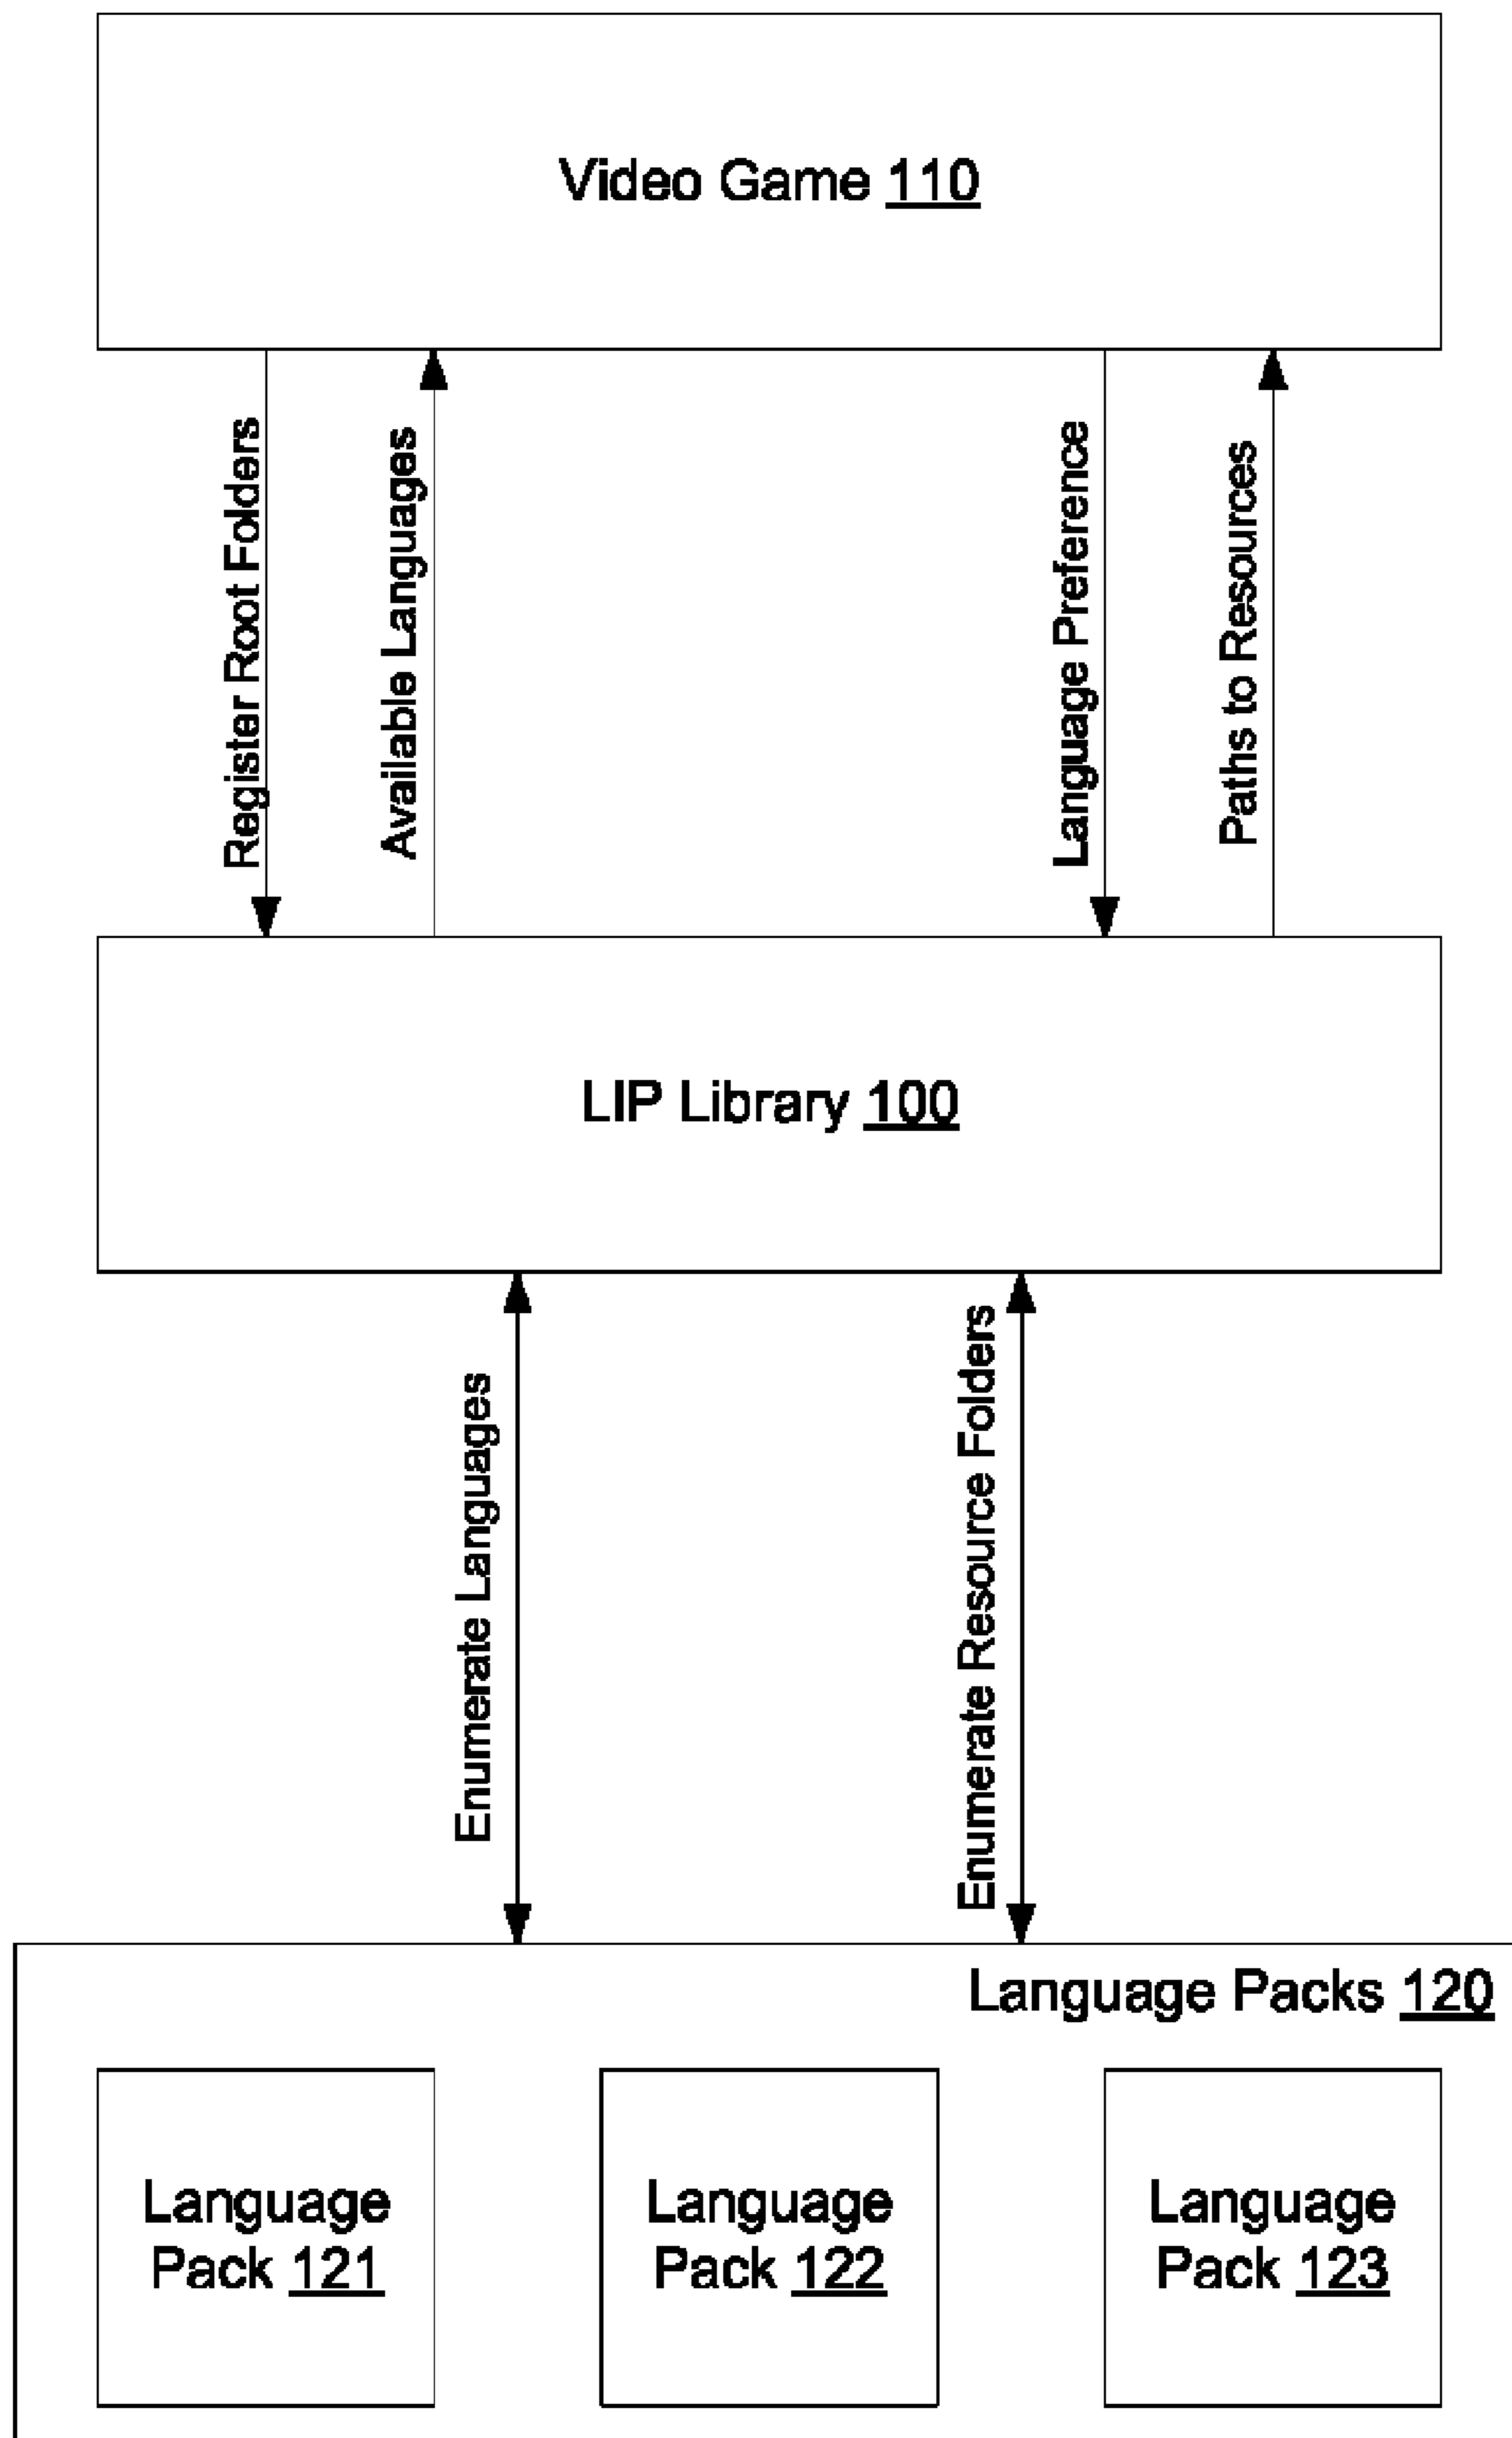 Video Game 110
Register Root Folders
Available Languages
Language Preference
Paths to Resources
LIP Library 100
Enumerate Languages
Enumerate Resource Folders
Language Packs 120
Language
Pack 121
Language
Pack 122
Language
Pack 123